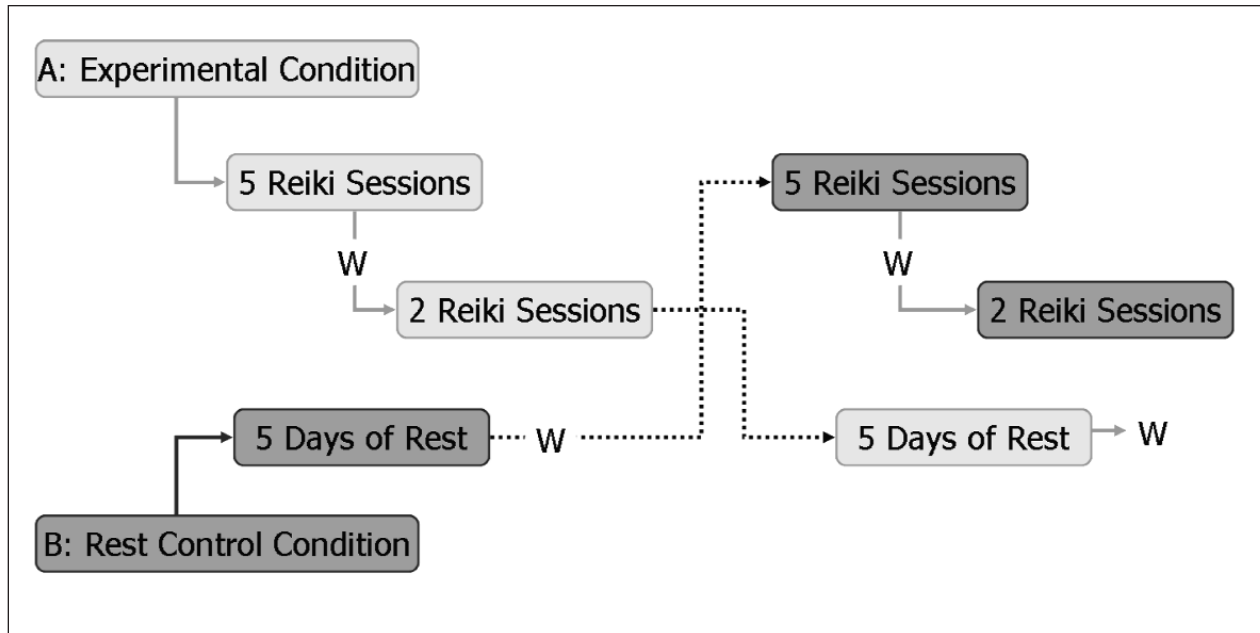 A: Experimental Condition
5 Reiki Sessions
5 Reiki Sessions
W
W
2 Reiki Sessions
2 Reiki Sessions
5 Days of Rest
W
5 Days of Rest
W
B: Rest Control Condition